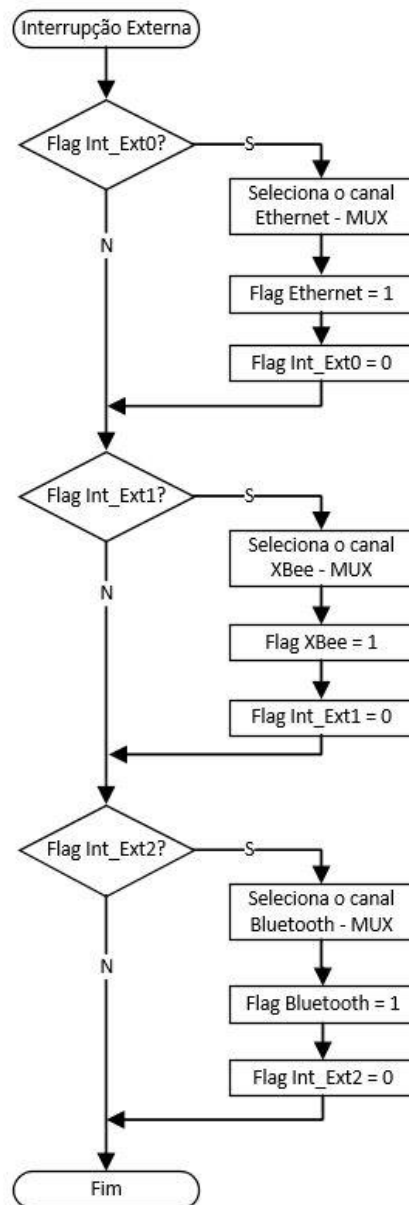 Interrupção Externa
Flag Int_Ext0?
S
Seleciona o canal
Ethernet - MUX
N
Flag Ethernet = 1
Flag Int_Ext0 = 0
Flag Int_Ext1?
S
Seleciona o canal
XBee - MUX
N
Flag XBee = 1
Flag Int_Ext1 = 0
Flag Int_Ext2?
S
Seleciona o canal
Bluetooth - MUX
N
Flag Bluetooth = 1
Flag Int_Ext2 = 0
Fim